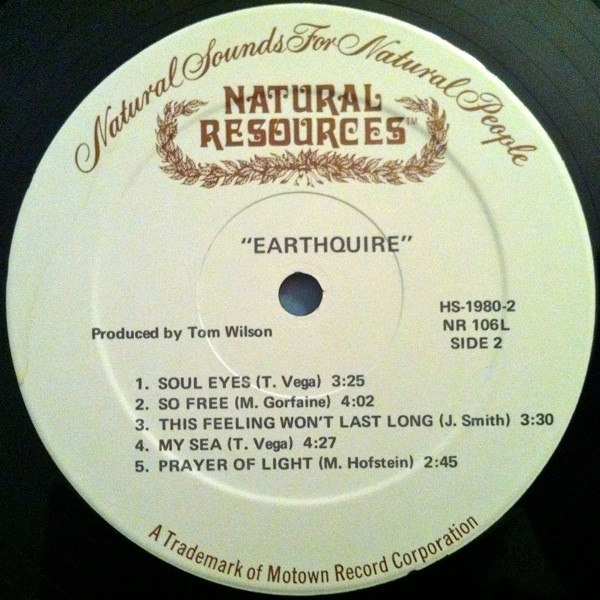 Natural Sounds For Natural People
NATURAL
RESOURCES™
"EARTHQUIRE"
HS-1980-2
Produced by Tom Wilson
NR 106L
SIDE 2
1. SOUL EYES (T. Vega) 3:25
2. SO FREE (M. Gorfaine) 4:02
3. THIS FEELING WON'T LAST LONG (J. Smith) 3:30
4. MY SEA (T. Vega) 4:27
5. PRAYER OF LIGHT (M. Hofstein) 2:45
A Trademark of Motown Record Corporation